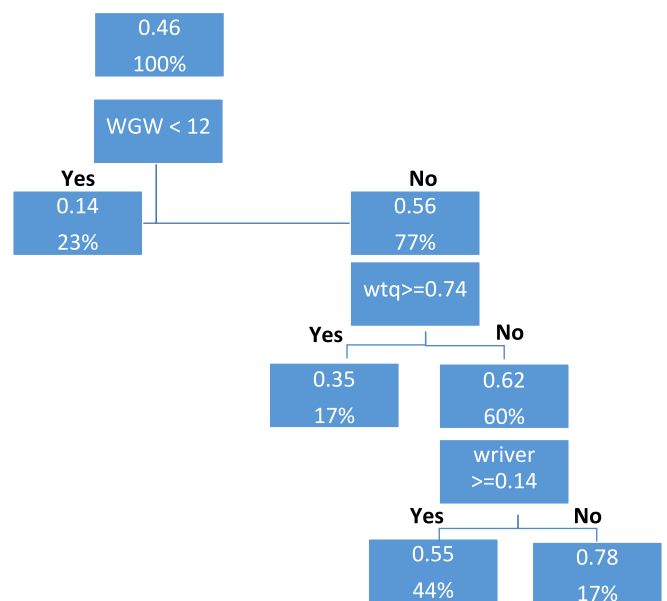 0.46
100%
WGW < 12
Yes
No
0.14
23%
0.56
77%
wtq>=0.74
Yes
No
0.35
17%
0.62
60%
wriver
>=0.14
Yes
No
0.55
44%
0.78
17%